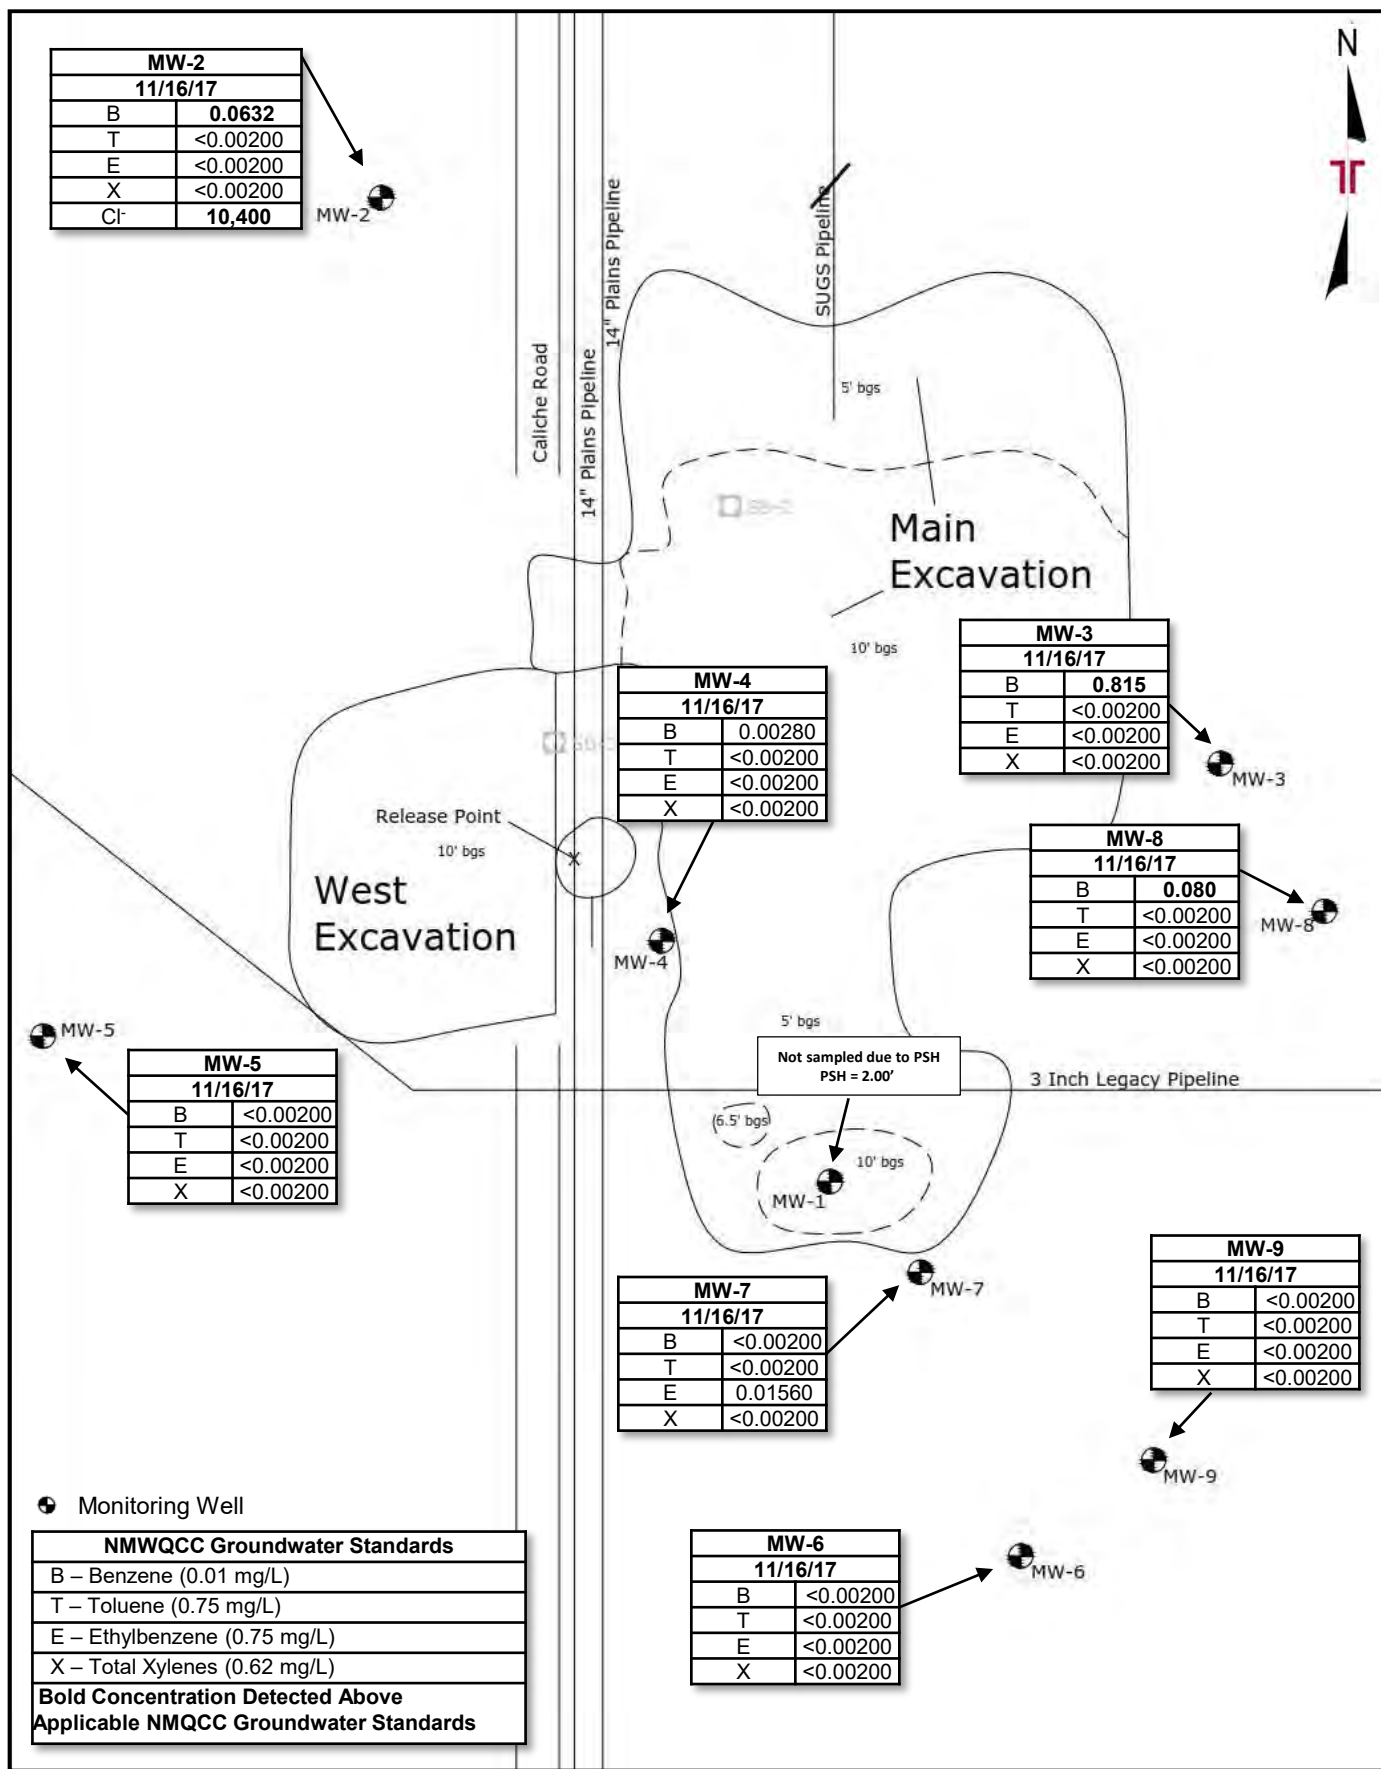 MW-2
11/16/17
B 0.0632
T <0.00200
E <0.00200
X <0.00200
Cl- 10,400
MW-2
N
14" Plains Pipeline
SUGS Pipeline
Caliche Road
14" Plains Pipeline
5' bgs
SB-2
Main
Excavation
10' bgs
MW-3
11/16/17
B 0.815
T <0.00200
E <0.00200
X <0.00200
MW-3
MW-4
11/16/17
B 0.00280
T <0.00200
E <0.00200
X <0.00200
MW-4
Release Point
10' bgs
West
Excavation
MW-8
11/16/17
B 0.080
T <0.00200
E <0.00200
X <0.00200
MW-8
MW-5
MW-5
11/16/17
B <0.00200
T <0.00200
E <0.00200
X <0.00200
5' bgs
Not sampled due to PSH
PSH = 2.00'
3 Inch Legacy Pipeline
6.5' bgs
10' bgs
MW-1
MW-7
11/16/17
B <0.00200
T <0.00200
E 0.01560
X <0.00200
MW-7
MW-9
11/16/17
B <0.00200
T <0.00200
E <0.00200
X <0.00200
MW-9
MW-6
11/16/17
B <0.00200
T <0.00200
E <0.00200
X <0.00200
MW-6
Monitoring Well
NMWQCC Groundwater Standards
B – Benzene (0.01 mg/L)
T – Toluene (0.75 mg/L)
E – Ethylbenzene (0.75 mg/L)
X – Total Xylenes (0.62 mg/L)
Bold Concentration Detected Above
Applicable NMQCC Groundwater Standards